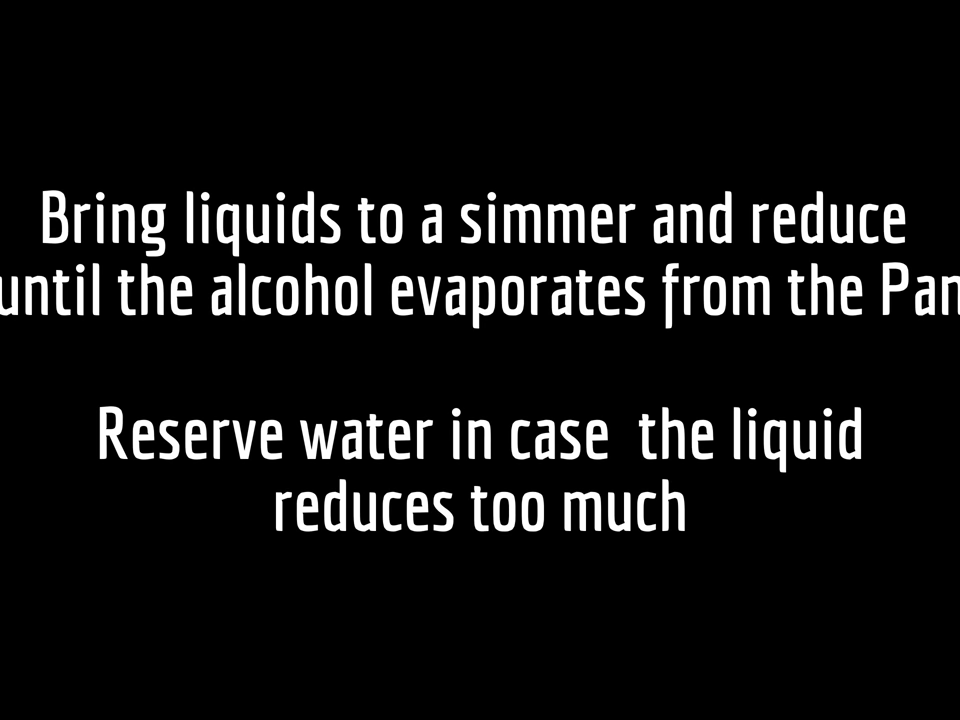 Bring liquids to a simmer and reduce
until the alcohol evaporates from the Pan
Reserve water in case the liquid
reduces too much